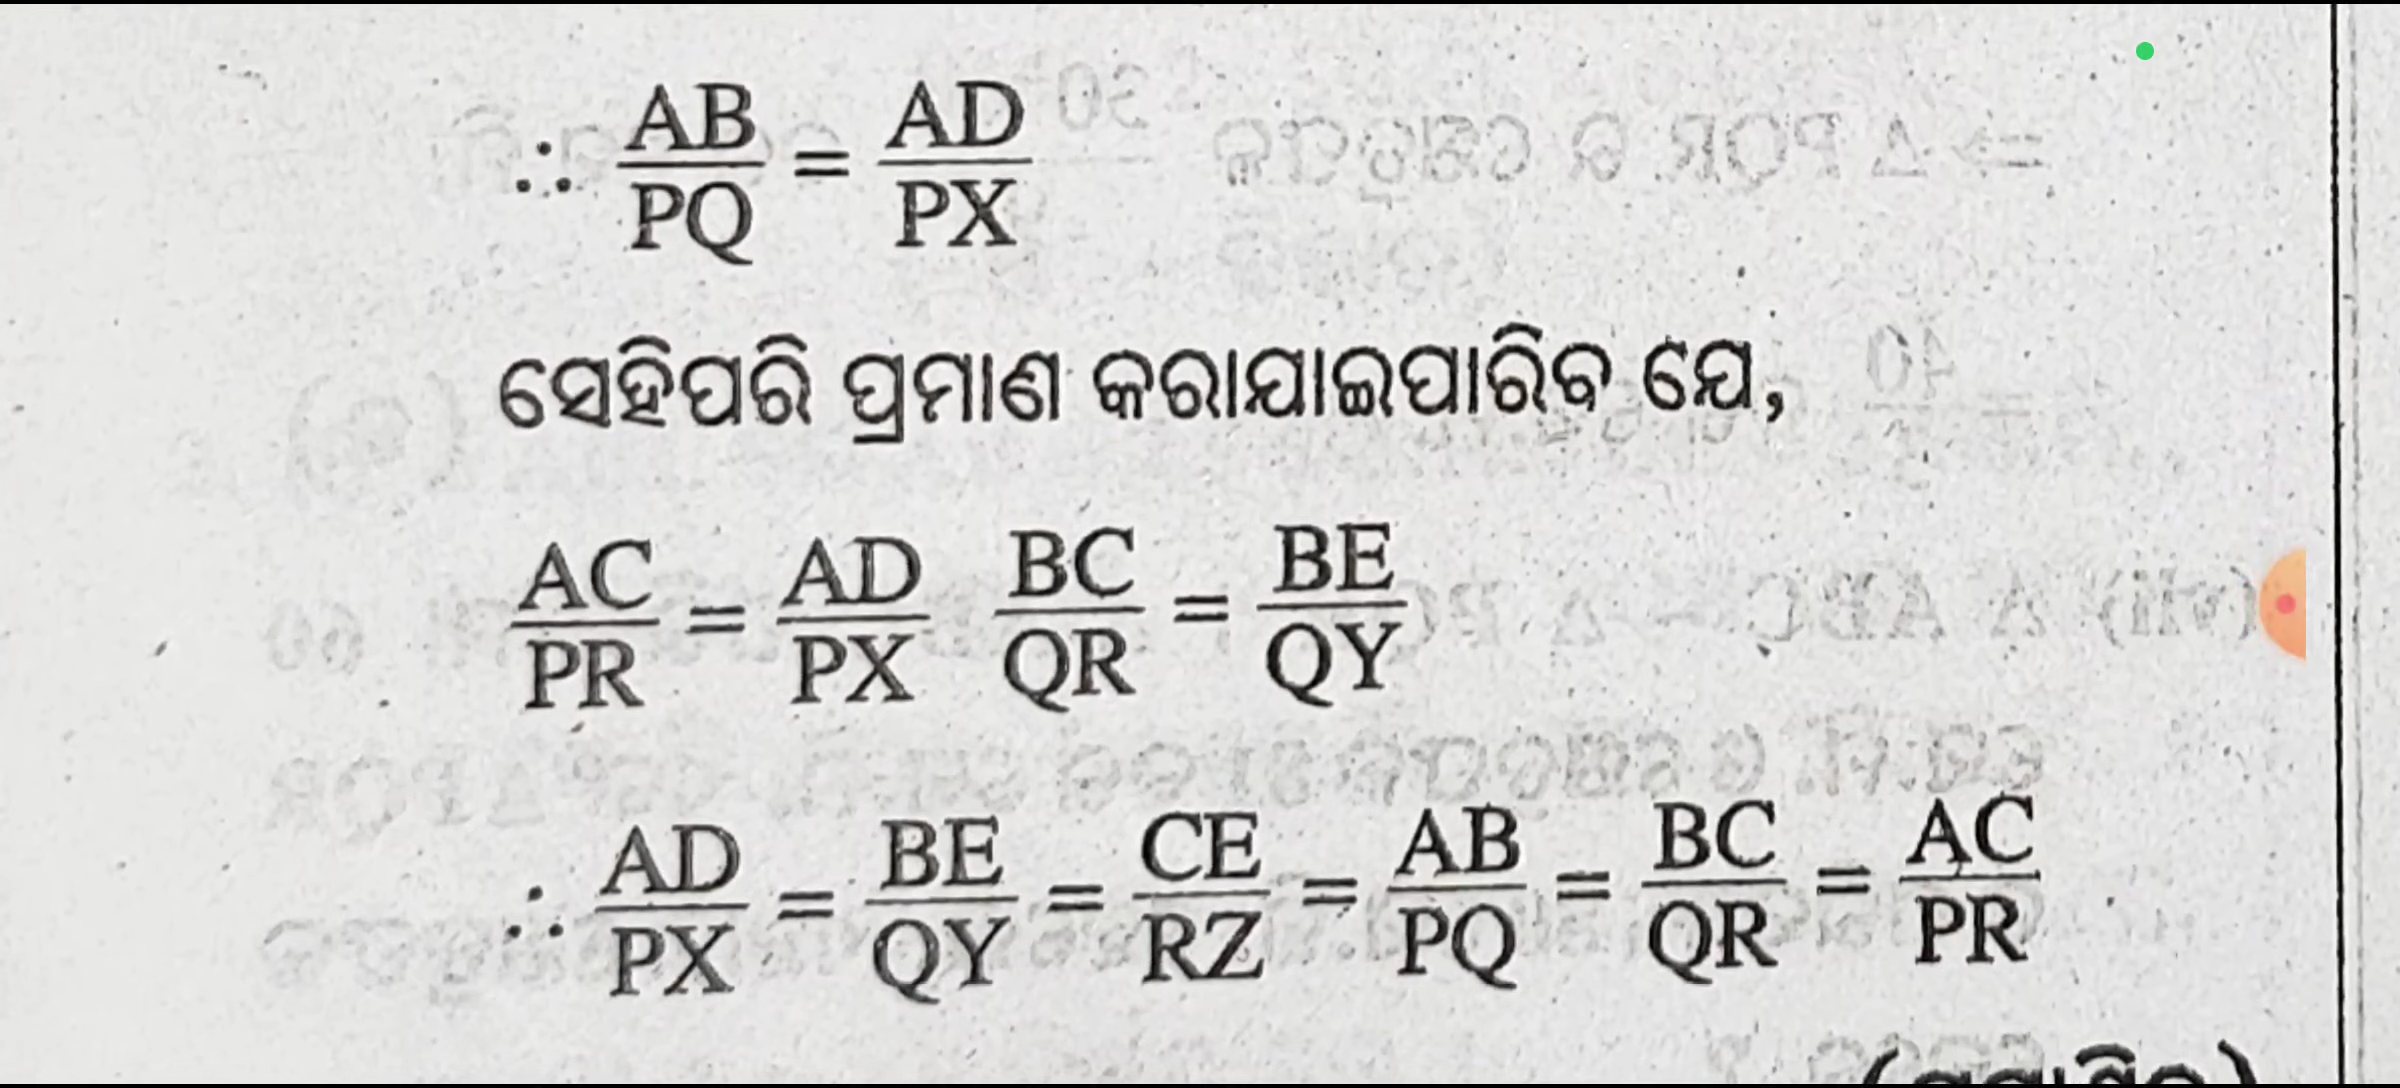 ∴ AB/PQ = AD/PX
ସେହିପରି ପ୍ରମାଣ କରାଯାଇପାରିବ ଯେ,
AC/PR = AD/PX BC/QR = BE/QY
∴ AD/PX = BE/QY = CE/RZ = AB/PQ = BC/QR = AC/PR